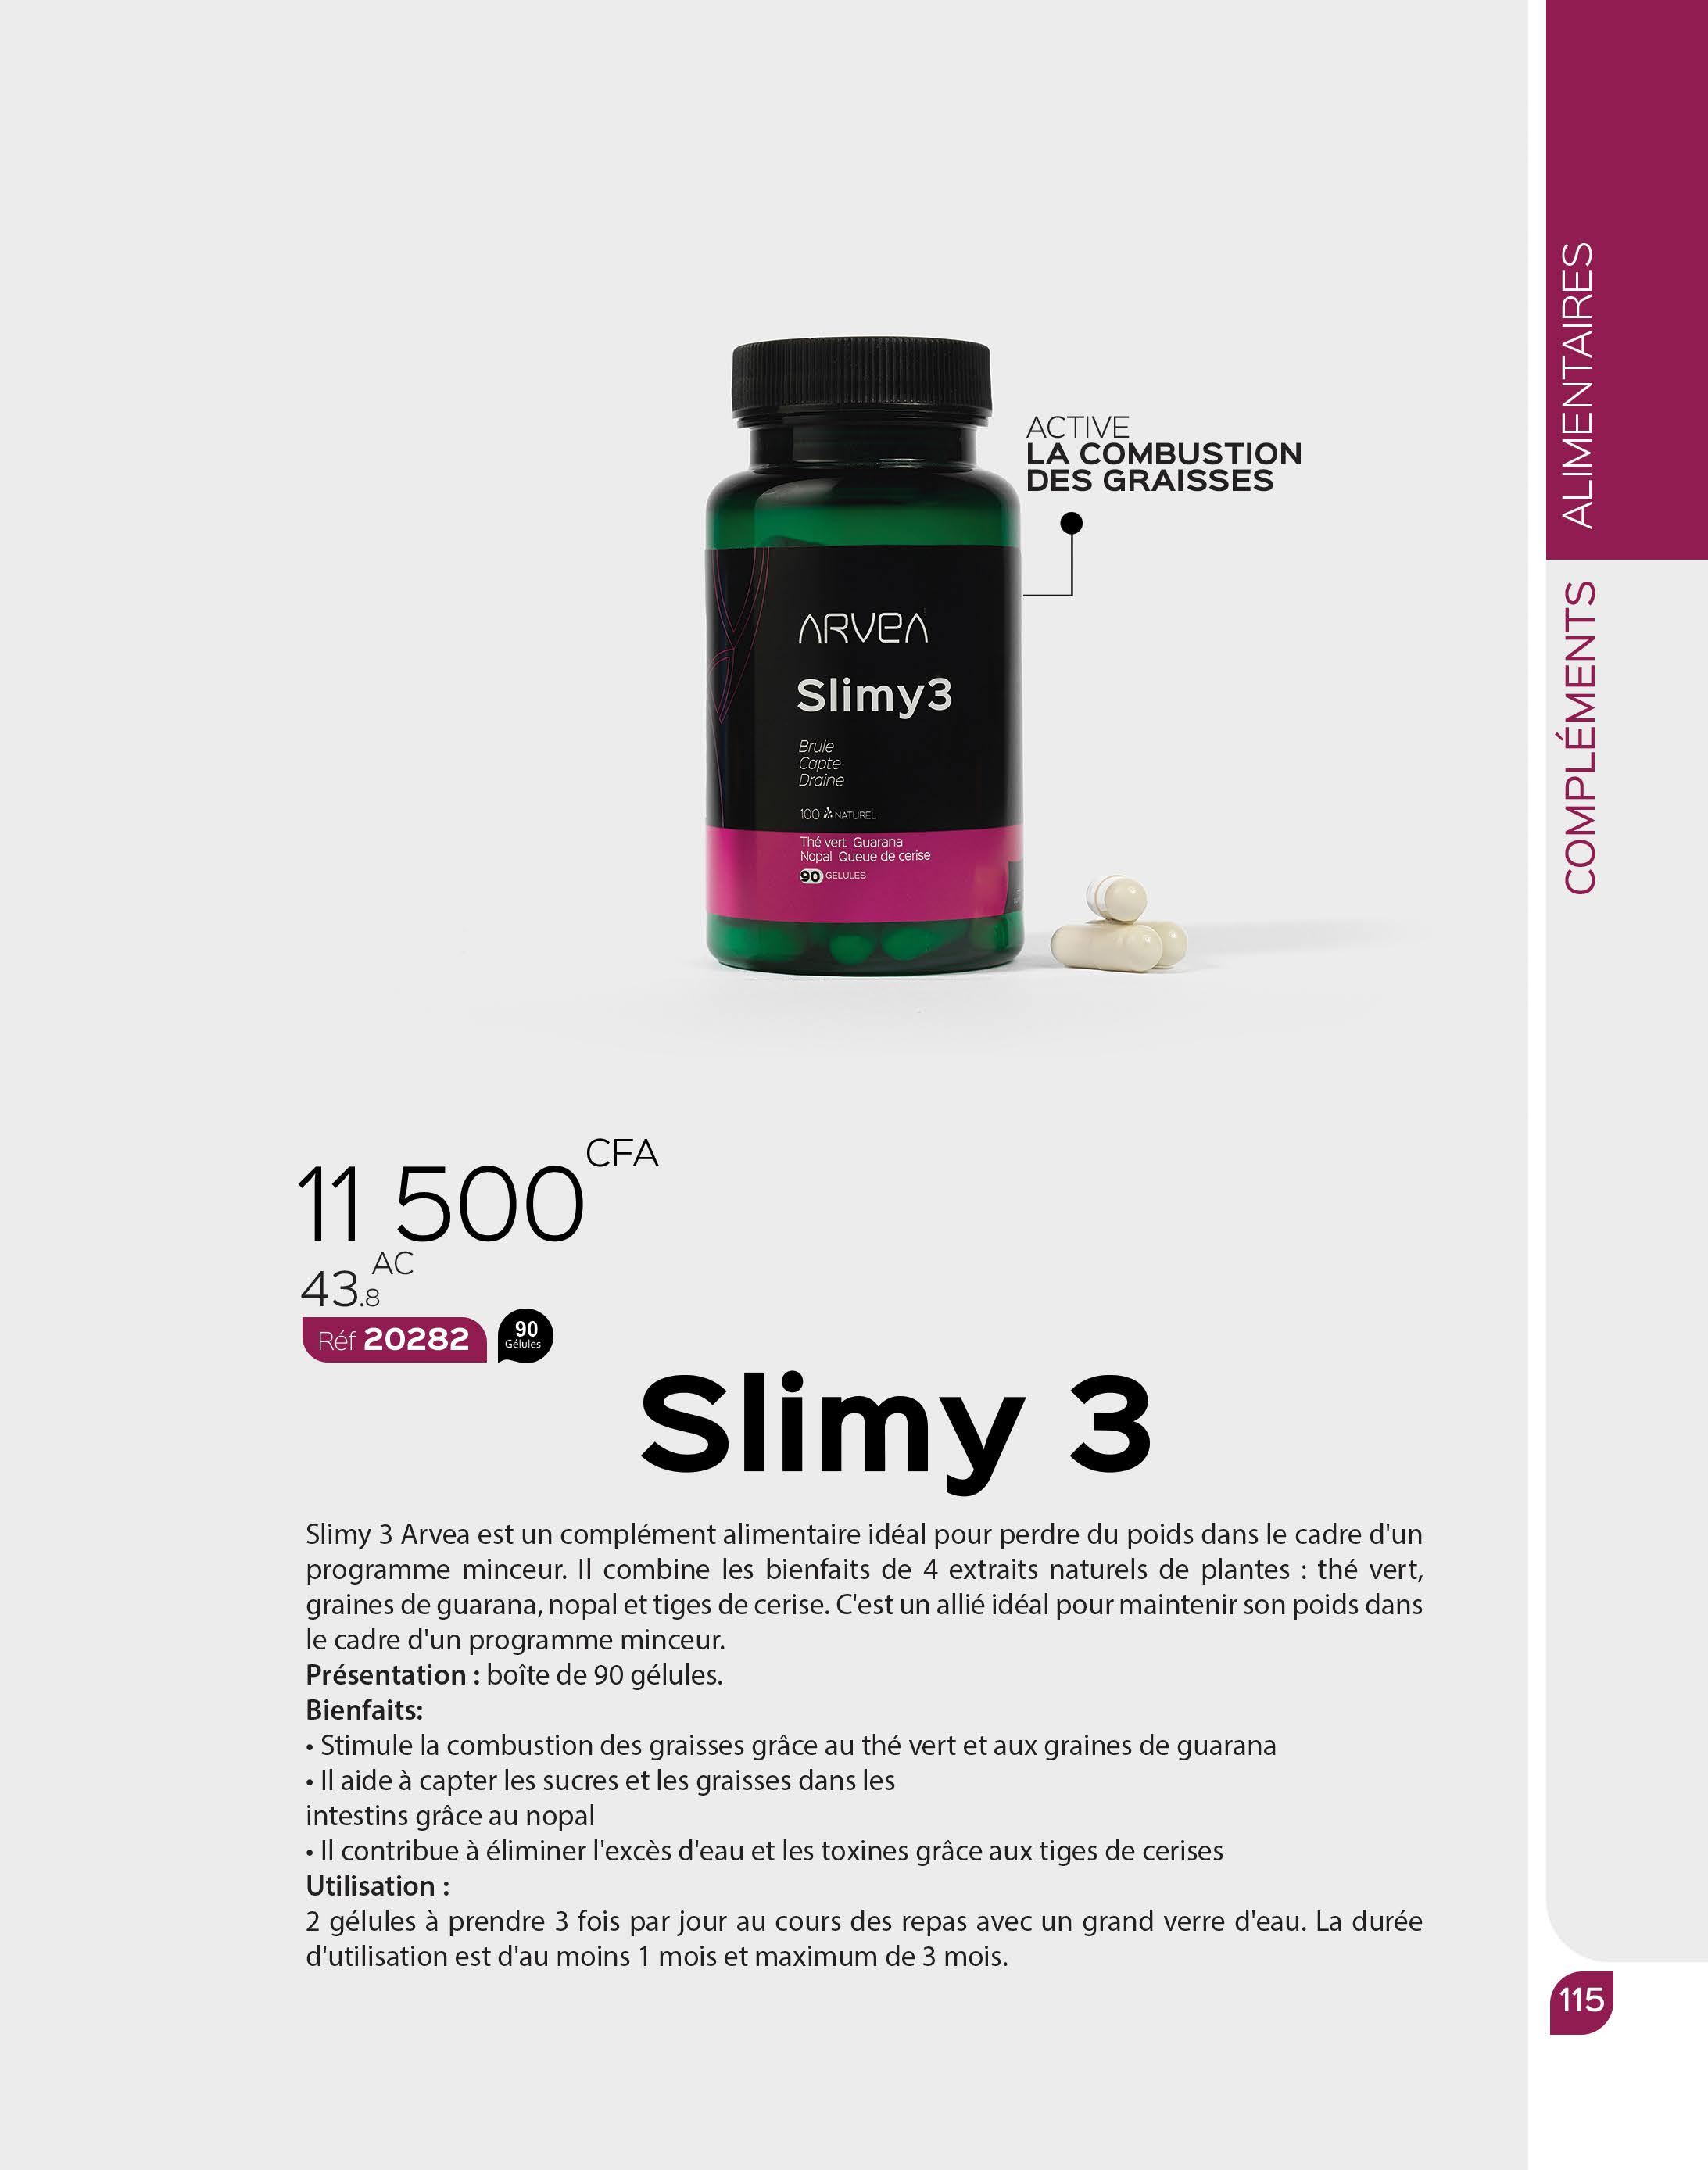 ALIMENTAIRES
COMPLÉMENTS
ACTIVE
LA COMBUSTION
DES GRAISSES
ARVEA
Slimy3
Brule
Capte
Draine
100 NATUREL
Thé vert Guarana
Nopal Queue de cerise
90 GELULES
11 500 CFA
43.8 AC
Réf 20282
90
Gélules
Slimy 3
Slimy 3 Arvea est un complément alimentaire idéal pour perdre du poids dans le cadre d'un
programme minceur. Il combine les bienfaits de 4 extraits naturels de plantes : thé vert,
graines de guarana, nopal et tiges de cerise. C'est un allié idéal pour maintenir son poids dans
le cadre d'un programme minceur.
Présentation : boîte de 90 gélules.
Bienfaits:
• Stimule la combustion des graisses grâce au thé vert et aux graines de guarana
• Il aide à capter les sucres et les graisses dans les
intestins grâce au nopal
• Il contribue à éliminer l'excès d'eau et les toxines grâce aux tiges de cerises
Utilisation :
2 gélules à prendre 3 fois par jour au cours des repas avec un grand verre d'eau. La durée
d'utilisation est d'au moins 1 mois et maximum de 3 mois.
115